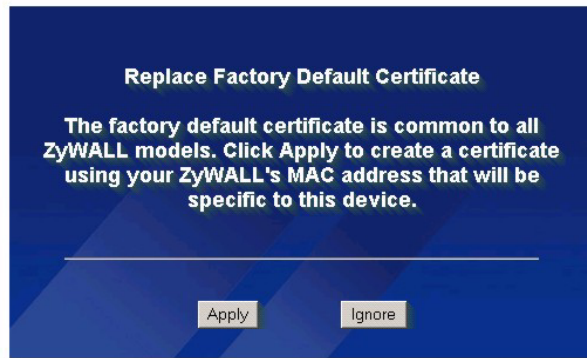 Replace Factory Default Certificate
The factory default certificate is common to all
ZyWALL models. Click Apply to create a certificate
using your ZyWALL's MAC address that will be
specific to this device.
Apply
Ignore